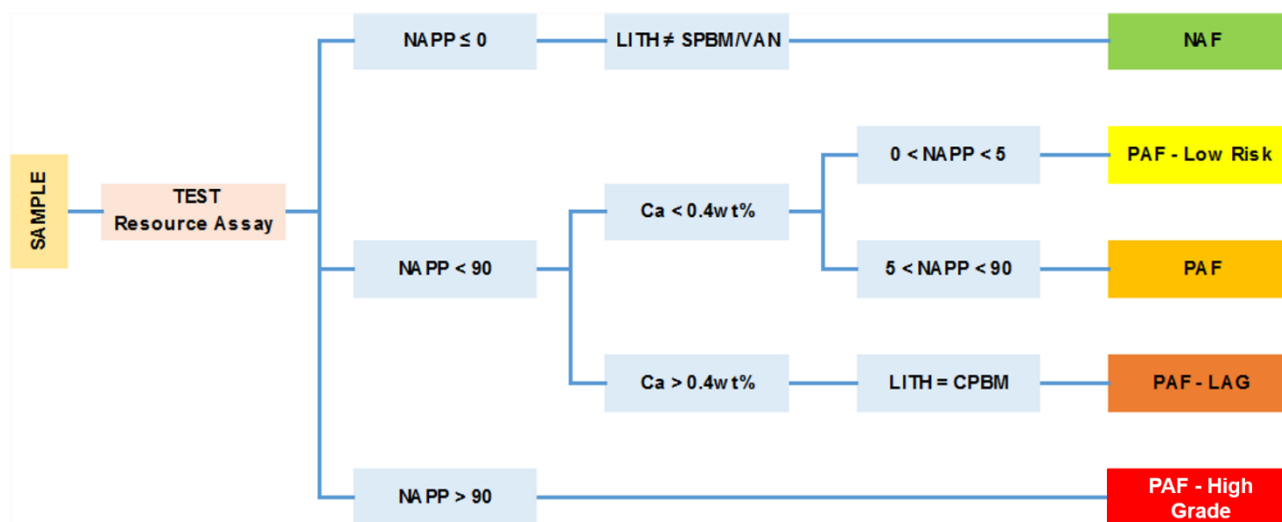 NAPP ≤ 0
LITH ≠ SPBM/VAN
NAF
0 < NAPP < 5
PAF - Low Risk
SAMPLE
TEST
Resource Assay
Ca < 0.4wt%
NAPP < 90
5 < NAPP < 90
PAF
Ca > 0.4wt%
LITH = CPBM
PAF - LAG
NAPP > 90
PAF - High
Grade